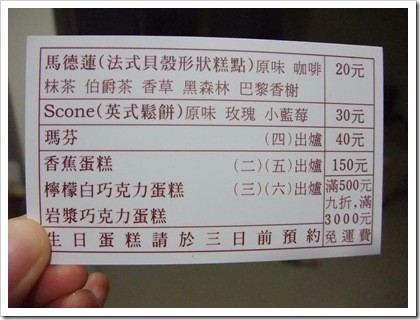 馬德蓮(法式貝殼形狀糕點)原味 咖啡 20元
抹茶 伯爵茶 香草 黑森林 巴黎香榭
Scone(英式鬆餅)原味 玫瑰 小藍莓 30元
瑪芬 (四)出爐 40元
香蕉蛋糕 (二)(五)出爐 150元
檸檬白巧克力蛋糕 (三)(六)出爐 滿500元
九折,滿
岩漿巧克力蛋糕 3000元
生日蛋糕請於三日前預約 免運費